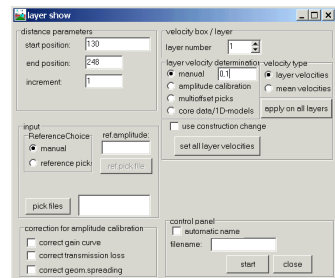 layer show
distance parameters
start position: 130
end position: 248
increment 1
velocity box / layer
layer number 1
layer velocity determination
manual 0.1
amplitude calibration
multioffset picks
core data/1D-models
velocity type
layer velocities
mean velocities
apply on all layers
use construction change
set all layer velocities
input
ReferenceChoice
manual
reference picks
ref.amplitude:
ref.pick file
pick files
correction for amplitude calibration
correct gain curve
correct transmission loss
correct geom.spreading
control panel
automatic name
filename:
start
close